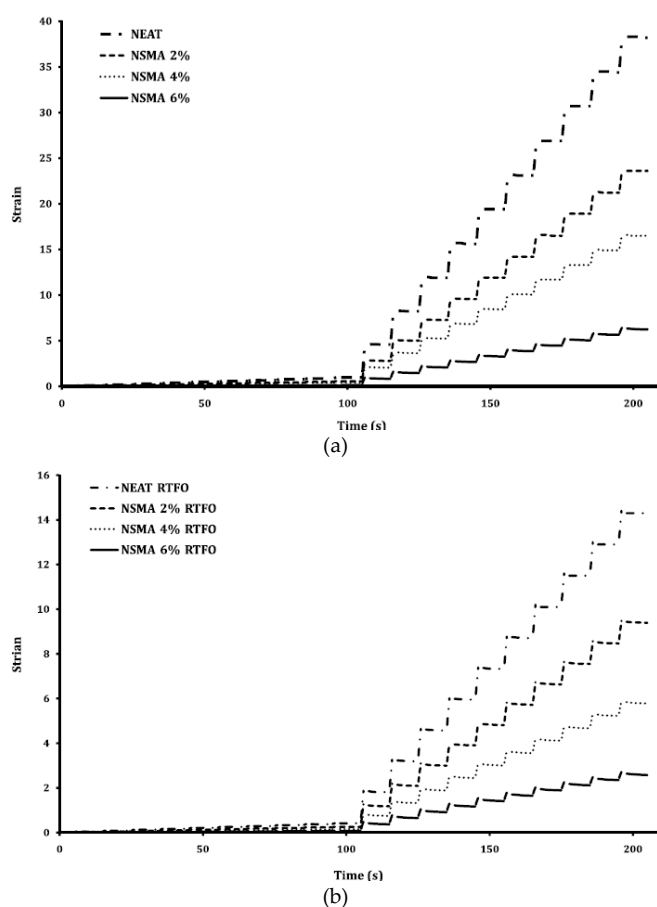 40
35
30
25
20
15
10
5
0
Strain
NEAT
NSMA 2%
NSMA 4%
NSMA 6%
0 50 100 150 200
Time (s)
(a)
16
14
12
10
8
6
4
2
0
Strian
NEAT RTFO
NSMA 2% RTFO
NSMA 4% RTFO
NSMA 6% RTFO
0 50 100 150 200
Time (s)
(b)